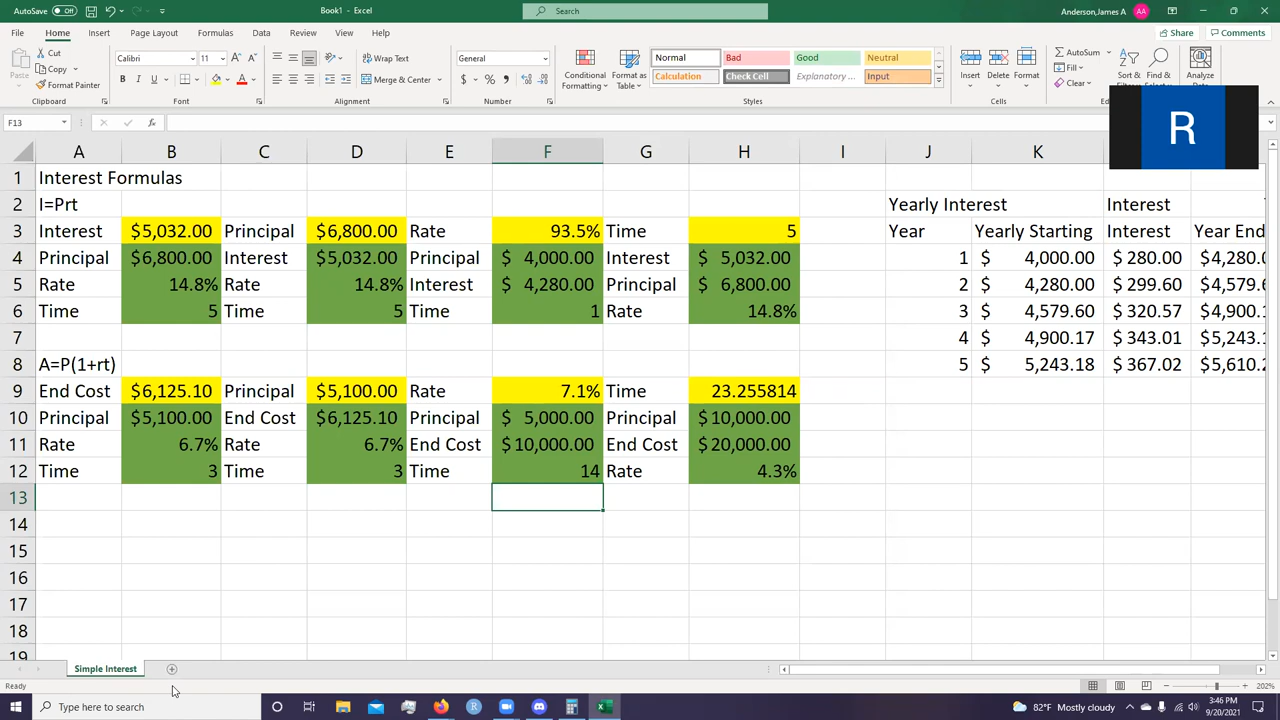 AutoSave Off Book1 - Excel Search Anderson,James A AA
File Home Insert Page Layout Formulas Data Review View Help Share Comments
Paste Cut Copy Format Painter Clipboard
Calibri 11 B I U A Font
Wrap Text Merge & Center Alignment
General $ % Number
Conditional Formatting Format as Table
Normal Bad Good Neutral
Calculation Check Cell Explanatory ... Input
Styles
Insert Delete Format Cells
AutoSum Fill Clear Sort & Find & Analyze
R
F13 fx
A B C D E F G H I J K
1 Interest Formulas
2 I=Prt Yearly Interest Interest
3 Interest $5,032.00 Principal $6,800.00 Rate 93.5% Time 5 Year Yearly Starting Interest Year End
4 Principal $6,800.00 Interest $5,032.00 Principal $ 4,000.00 Interest $ 5,032.00 1 $ 4,000.00 $ 280.00 $4,280.0
5 Rate 14.8% Rate 14.8% Interest $ 4,280.00 Principal $ 6,800.00 2 $ 4,280.00 $ 299.60 $4,579.6
6 Time 5 Time 5 Time 1 Rate 14.8% 3 $ 4,579.60 $ 320.57 $4,900.1
7 4 $ 4,900.17 $ 343.01 $5,243.1
8 A=P(1+rt) 5 $ 5,243.18 $ 367.02 $5,610.2
9 End Cost $6,125.10 Principal $5,100.00 Rate 7.1% Time 23.255814
10 Principal $5,100.00 End Cost $6,125.10 Principal $ 5,000.00 Principal $10,000.00
11 Rate 6.7% Rate 6.7% End Cost $10,000.00 End Cost $20,000.00
12 Time 3 Time 3 Time 14 Rate 4.3%
13
14
15
16
17
18
19
Simple Interest
Ready 202%
Type here to search 82°F Mostly cloudy 3:46 PM
9/20/2021